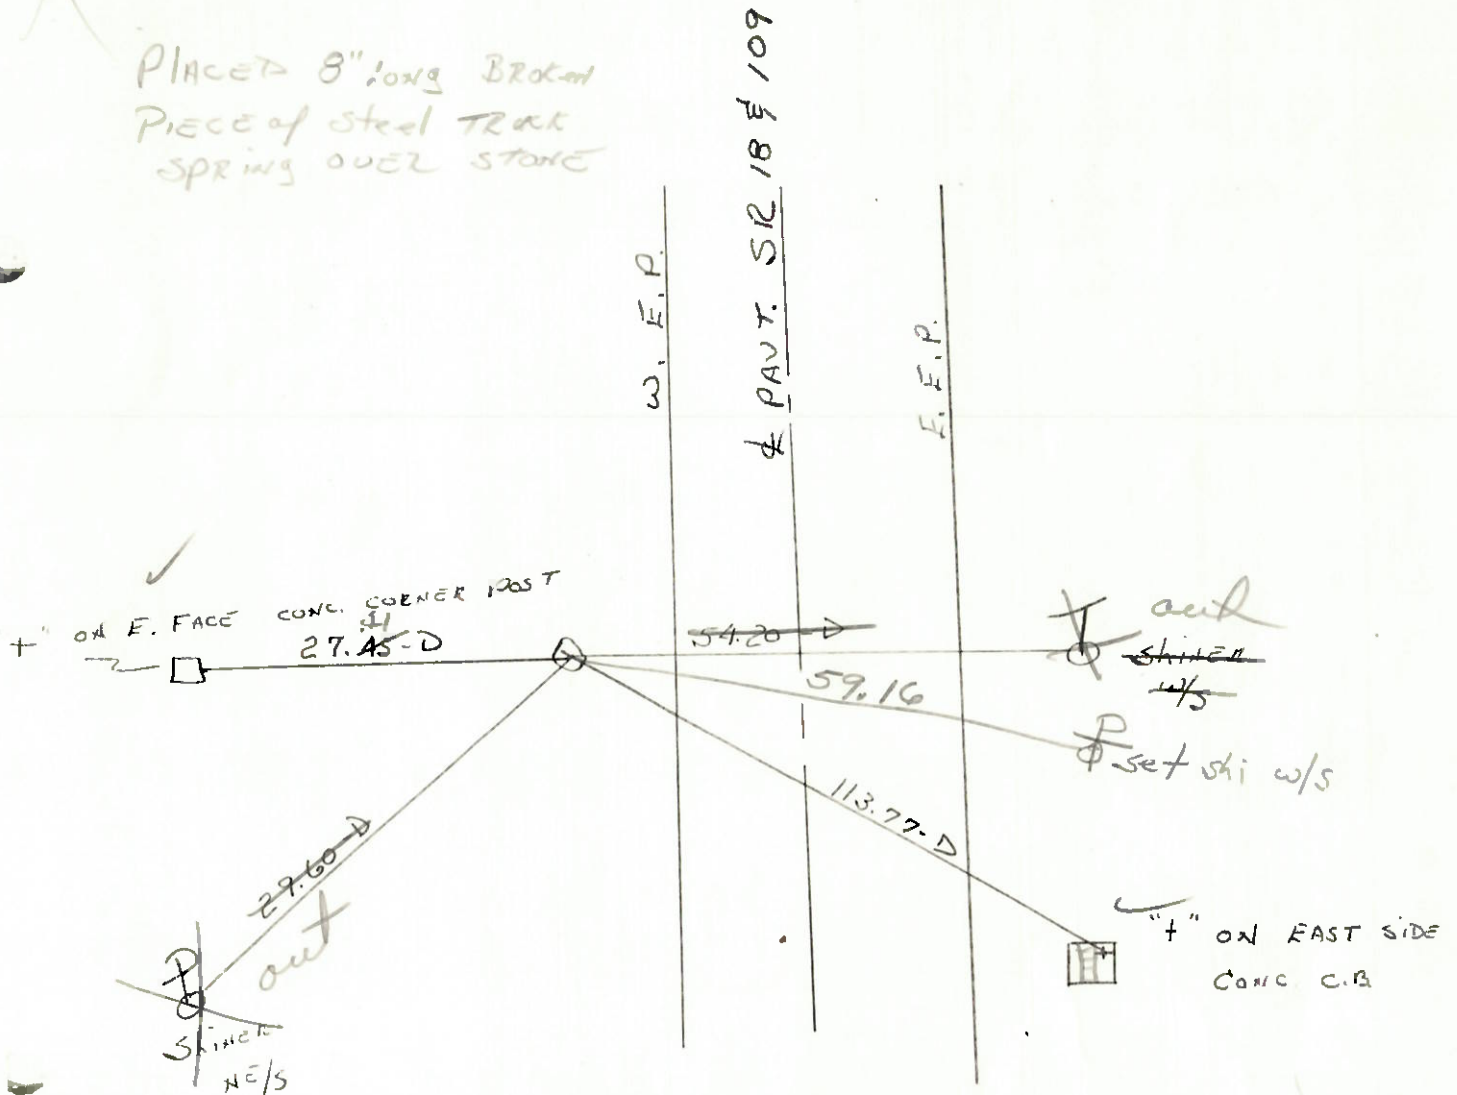 PLACED 8" long BROKEN
PIECE of Steel TRUCK
SPRING OVER STONE
W. E. P.
℄ PAVT. SR 18 & 109
E. E. P.
"+" ON E. FACE CONC. CORNER POST
27.45-D
54.20-D
out
Shiner
w/s
59.16
P
set shi w/s
113.77-D
29.60-D
out
P
Shiner
NE/S
"+" ON EAST SIDE
CONC C.B.